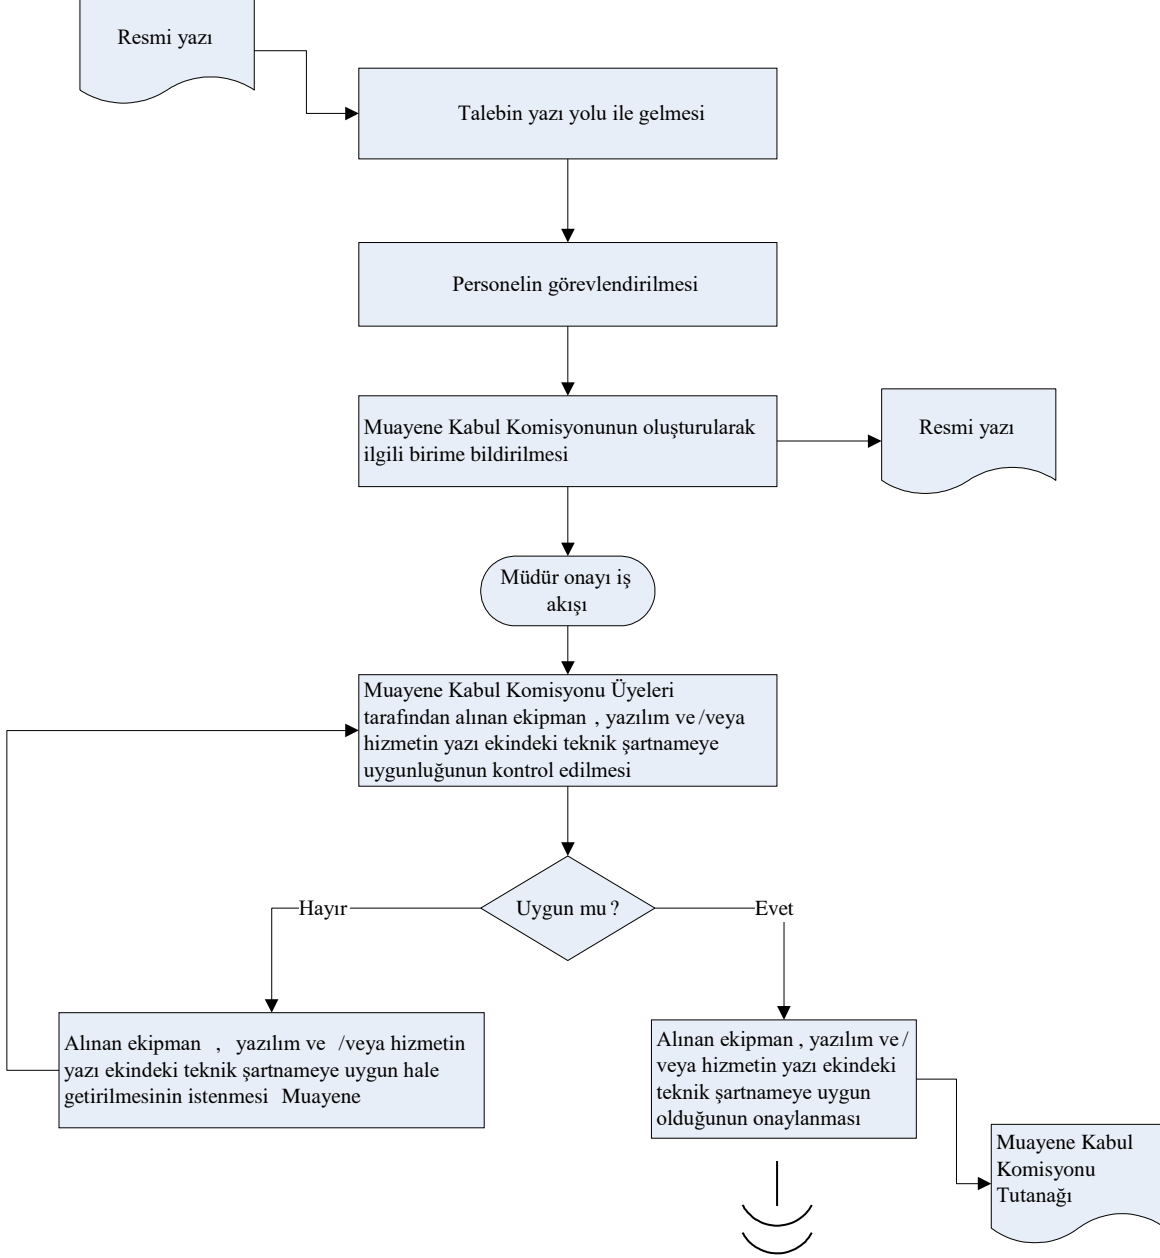 Resmi yazı
Talebin yazı yolu ile gelmesi
Personelin görevlendirilmesi
Muayene Kabul Komisyonunun oluşturularak
ilgili birime bildirilmesi
Resmi yazı
Müdür onayı iş
akışı
Muayene Kabul Komisyonu Üyeleri
tarafından alınan ekipman , yazılım ve /veya
hizmetin yazı ekindeki teknik şartnameye
uygunluğunun kontrol edilmesi
Uygun mu ?
Hayır
Evet
Alınan ekipman , yazılım ve /veya hizmetin
yazı ekindeki teknik şartnameye uygun hale
getirilmesinin istenmesi Muayene
Alınan ekipman , yazılım ve /
veya hizmetin yazı ekindeki
teknik şartnameye uygun
olduğunun onaylanması
Muayene Kabul
Komisyonu
Tutanağı